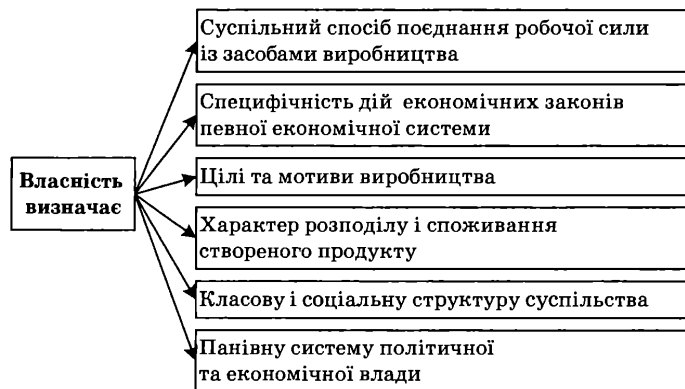 Суспільний спосіб поєднання робочої сили
із засобами виробництва
Специфічність дій економічних законів
певної економічної системи
Власність
визначає
Цілі та мотиви виробництва
Характер розподілу і споживання
створеного продукту
Класову і соціальну структуру суспільства
Панівну систему політичної
та економічної влади